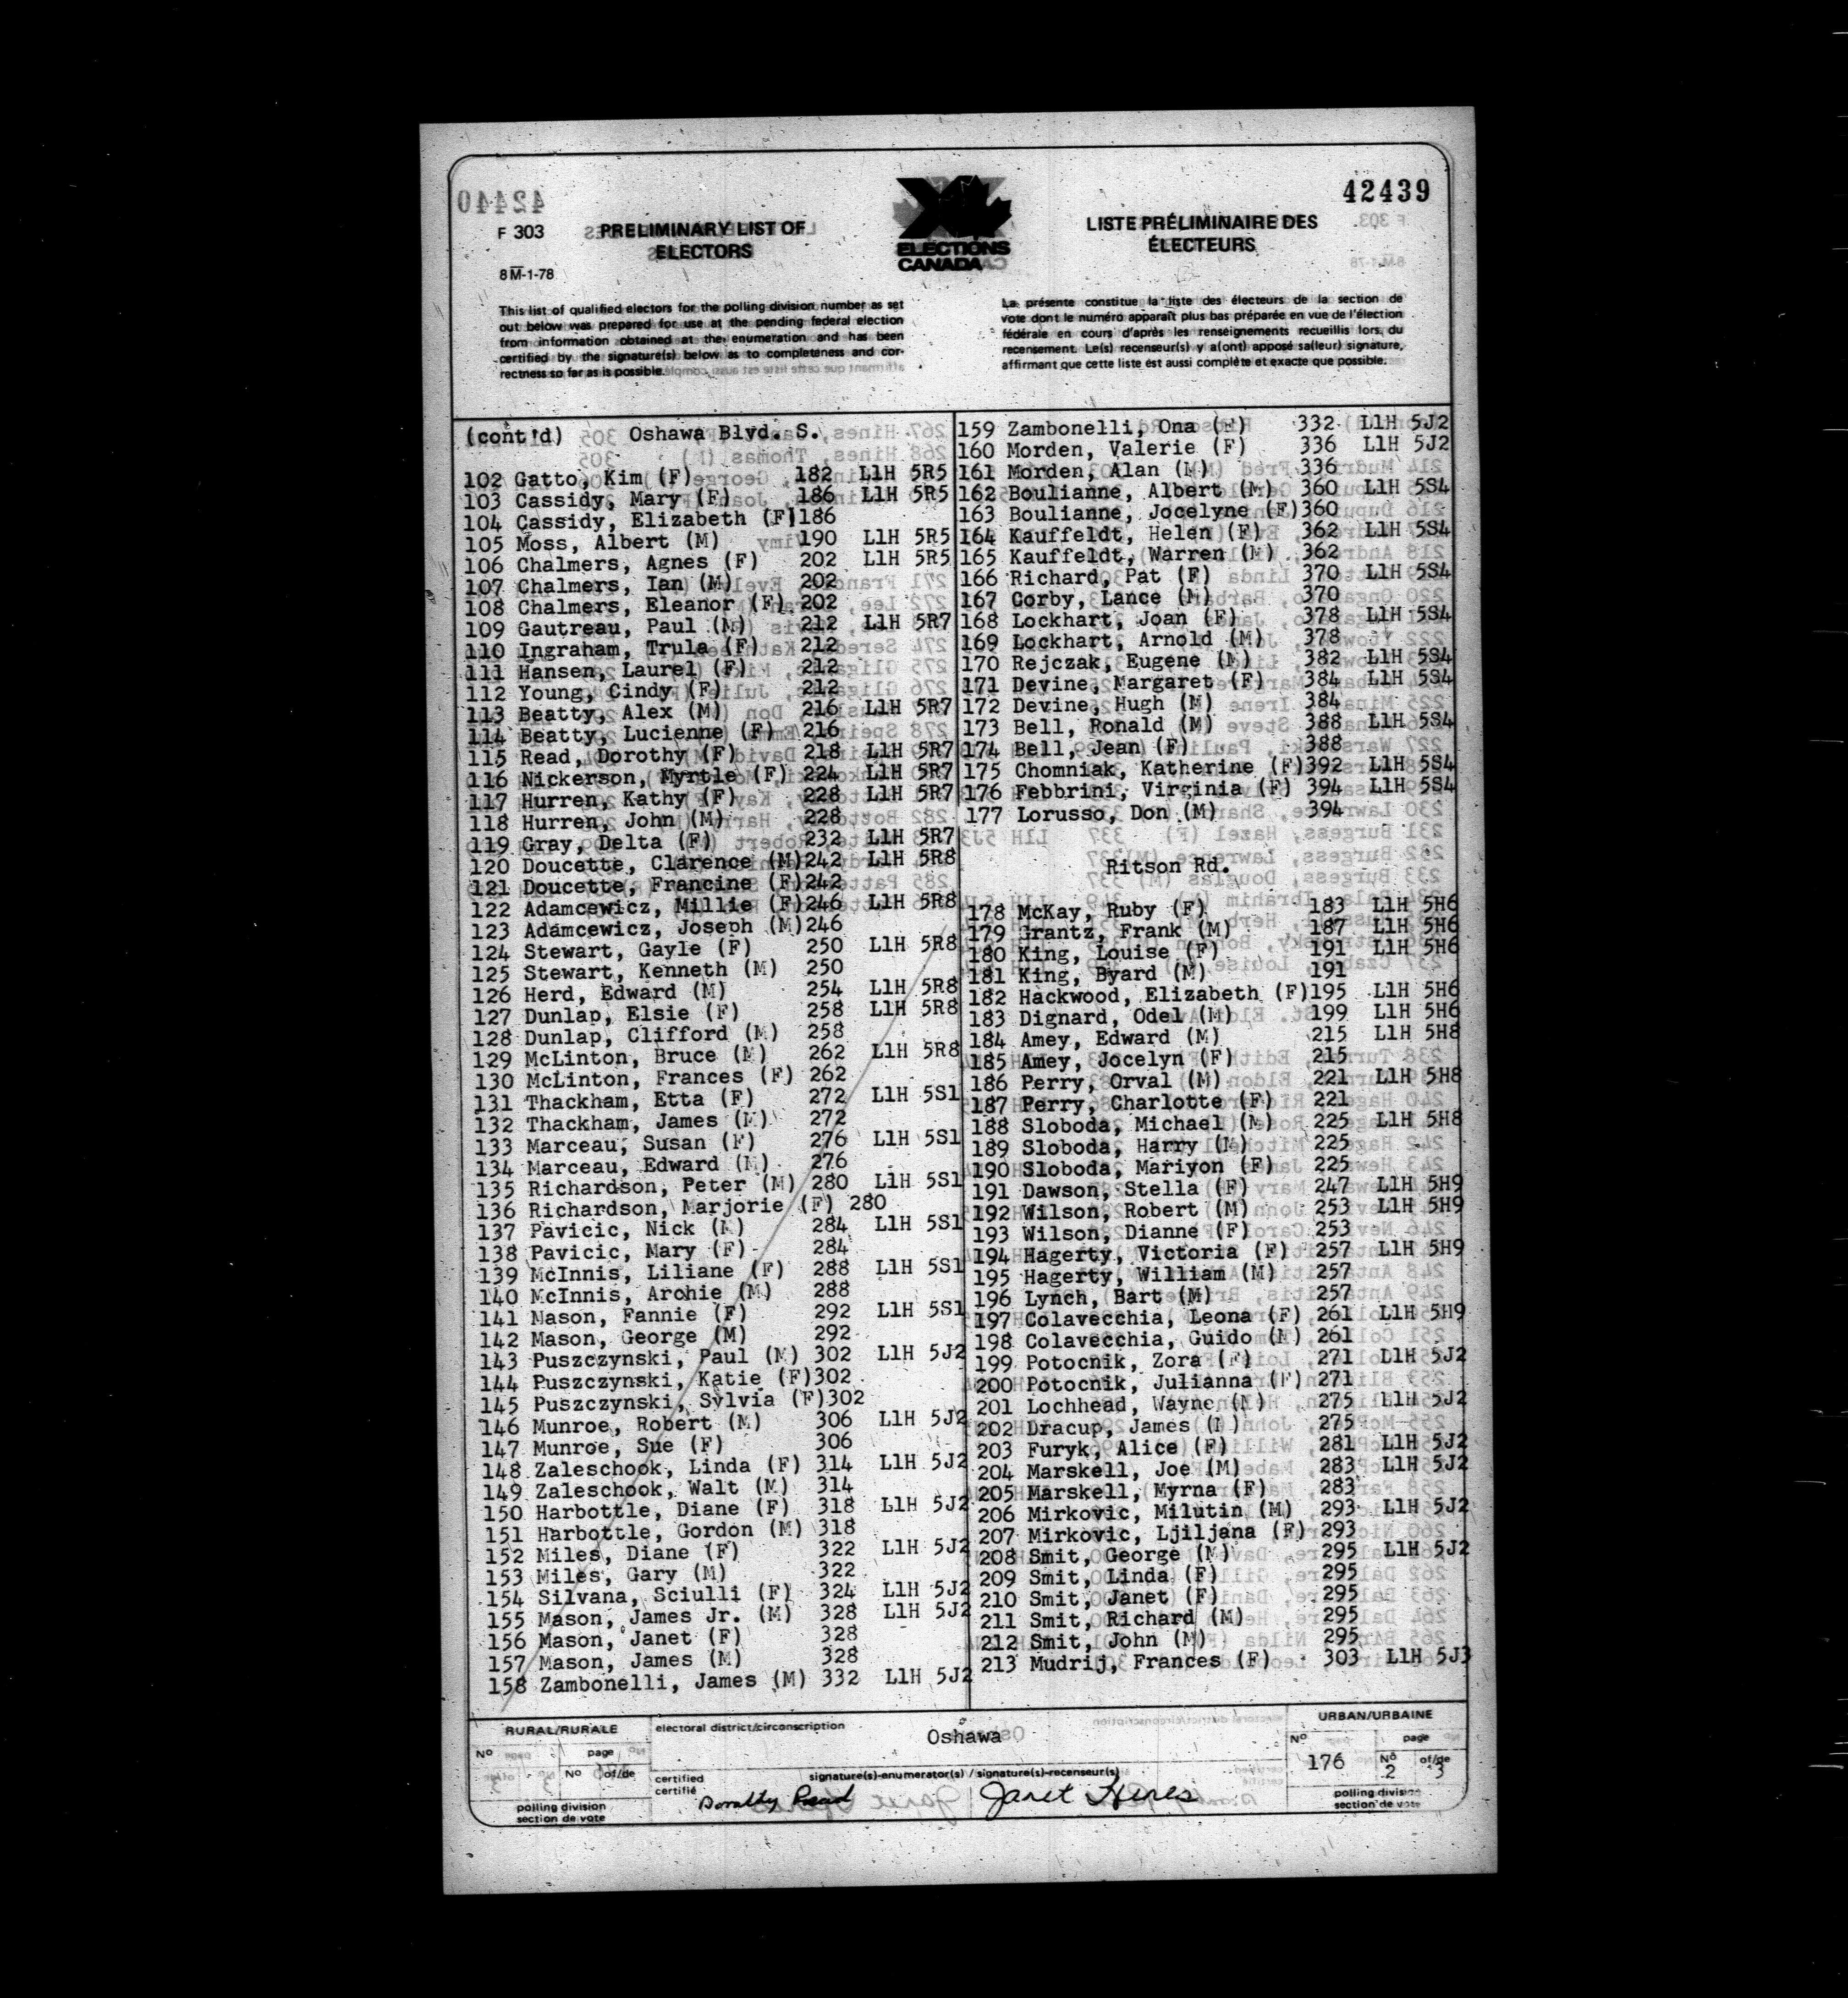 42439
F 303
PRELIMINARY LIST OF
ELECTORS
8M-1-78
ELECTIONS
CANADA
LISTE PRÉLIMINAIRE DES
ÉLECTEURS
This list of qualified electors for the polling division number as set
out below was prepared for use at the pending federal election
from information obtained at the enumeration and has been
certified by the signature(s) below as to completeness and cor-
rectness so far as is possible.
La présente constitue la liste des électeurs de la section de
vote dont le numéro apparaît plus bas préparée en vue de l'élection
fédérale en cours d'après les renseignements recueillis lors du
recensement. Le(s) recenseur(s) y a(ont) apposé sa(leur) signature,
affirmant que cette liste est aussi complète et exacte que possible.
(cont'd) Oshawa Blvd. S.
102 Gatto, Kim (F) 182 L1H 5R5
103 Cassidy, Mary (F) 186 L1H 5R5
104 Cassidy, Elizabeth (F) 186
105 Moss, Albert (M) 190 L1H 5R5
106 Chalmers, Agnes (F) 202 L1H 5R5
107 Chalmers, Ian (M) 202
108 Chalmers, Eleanor (F) 202
109 Gautreau, Paul (M) 212 L1H 5R7
110 Ingraham, Trula (F) 212
111 Hansen, Laurel (F) 212
112 Young, Cindy (F) 212
113 Beatty, Alex (M) 216 L1H 5R7
114 Beatty, Lucienne (F) 216
115 Read, Dorothy (F) 218 L1H 5R7
116 Nickerson, Myrtle (F) 224 L1H 5R7
117 Hurren, Kathy (F) 228 L1H 5R7
118 Hurren, John (M) 228
119 Gray, Delta (F) 232 L1H 5R7
120 Doucette, Clarence (M) 242 L1H 5R8
121 Doucette, Francine (F) 242
122 Adamcewicz, Millie (F) 246 L1H 5R8
123 Adamcewicz, Joseph (M) 246
124 Stewart, Gayle (F) 250 L1H 5R8
125 Stewart, Kenneth (M) 250
126 Herd, Edward (M) 254 L1H 5R8
127 Dunlap, Elsie (F) 258 L1H 5R8
128 Dunlap, Clifford (M) 258
129 McLinton, Bruce (M) 262 L1H 5R8
130 McLinton, Frances (F) 262
131 Thackham, Etta (F) 272 L1H 5S1
132 Thackham, James (M) 272
133 Marceau, Susan (F) 276 L1H 5S1
134 Marceau, Edward (M) 276
135 Richardson, Peter (M) 280 L1H 5S1
136 Richardson, Marjorie (F) 280
137 Pavicic, Nick (M) 284 L1H 5S1
138 Pavicic, Mary (F) 284
139 McInnis, Liliane (F) 288 L1H 5S1
140 McInnis, Archie (M) 288
141 Mason, Fannie (F) 292 L1H 5S1
142 Mason, George (M) 292
143 Puszczynski, Paul (M) 302 L1H 5J2
144 Puszczynski, Katie (F) 302
145 Puszczynski, Sylvia (F) 302
146 Munroe, Robert (M) 306 L1H 5J2
147 Munroe, Sue (F) 306
148 Zaleschook, Linda (F) 314 L1H 5J2
149 Zaleschook, Walt (M) 314
150 Harbottle, Diane (F) 318 L1H 5J2
151 Harbottle, Gordon (M) 318
152 Miles, Diane (F) 322 L1H 5J2
153 Miles, Gary (M) 322
154 Silvana, Sciulli (F) 324 L1H 5J2
155 Mason, James Jr. (M) 328 L1H 5J2
156 Mason, Janet (F) 328
157 Mason, James (M) 328
158 Zambonelli, James (M) 332 L1H 5J2
159 Zambonelli, Ona (F) 332 L1H 5J2
160 Morden, Valerie (F) 336 L1H 5J2
161 Morden, Alan (M) 336
162 Boulianne, Albert (M) 360 L1H 5S4
163 Boulianne, Jocelyne (F) 360
164 Kauffeldt, Helen (F) 362 L1H 5S4
165 Kauffeldt, Warren (M) 362
166 Richard, Pat (F) 370 L1H 5S4
167 Corby, Lance (M) 370
168 Lockhart, Joan (F) 378 L1H 5S4
169 Lockhart, Arnold (M) 378
170 Rejczak, Eugene (M) 382 L1H 5S4
171 Devine, Margaret (F) 384 L1H 5S4
172 Devine, Hugh (M) 384
173 Bell, Ronald (M) 388 L1H 5S4
174 Bell, Jean (F) 388
175 Chomniak, Katherine (F) 392 L1H 5S4
176 Febbrini, Virginia (F) 394 L1H 5S4
177 Lorusso, Don (M) 394
Ritson Rd.
178 McKay, Ruby (F) 183 L1H 5H6
179 Grantz, Frank (M) 187 L1H 5H6
180 King, Louise (F) 191 L1H 5H6
181 King, Byard (M) 191
182 Hackwood, Elizabeth (F) 195 L1H 5H6
183 Dignard, Odel (M) 199 L1H 5H6
184 Amey, Edward (M) 215 L1H 5H8
185 Amey, Jocelyn (F) 215
186 Perry, Orval (M) 221 L1H 5H8
187 Perry, Charlotte (F) 221
188 Sloboda, Michael (M) 225 L1H 5H8
189 Sloboda, Harry (M) 225
190 Sloboda, Mariyon (F) 225
191 Dawson, Stella (F) 247 L1H 5H9
192 Wilson, Robert (M) 253 L1H 5H9
193 Wilson, Dianne (F) 253
194 Hagerty, Victoria (F) 257 L1H 5H9
195 Hagerty, William (M) 257
196 Lynch, Bart (M) 257
197 Colavecchia, Leona (F) 261 L1H 5H9
198 Colavecchia, Guido (M) 261
199 Potocnik, Zora (F) 271 L1H 5J2
200 Potocnik, Julianna (F) 271
201 Lochhead, Wayne (M) 275 L1H 5J2
202 Dracup, James (M) 275
203 Furyk, Alice (F) 281 L1H 5J2
204 Marskell, Joe (M) 283 L1H 5J2
205 Marskell, Myrna (F) 283
206 Mirkovic, Milutin (M) 293 L1H 5J2
207 Mirkovic, Ljiljana (F) 293
208 Smit, George (M) 295 L1H 5J2
209 Smit, Linda (F) 295
210 Smit, Janet (F) 295
211 Smit, Richard (M) 295
212 Smit, John (M) 295
213 Mudrij, Frances (F) 303 L1H 5J3
RURAL/RURALE
No page
No of/de
polling division
section de vote
electoral district/circonscription
Oshawa
certified
certifié
signature(s)-enumerator(s) / signature(s)-recenseur(s)
Dorothy Read Janet Heres
URBAN/URBAINE
No page
176 No 2 of/de 3
polling division
section de vote